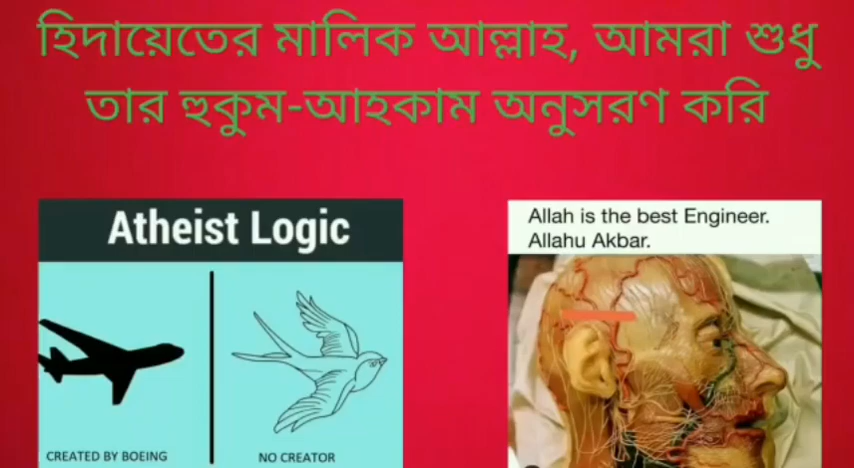 হিদায়েতের মালিক আল্লাহ, আমরা শুধু
তার হুকুম-আহকাম অনুসরণ করি
Atheist Logic
CREATED BY BOEING
NO CREATOR
Allah is the best Engineer.
Allahu Akbar.